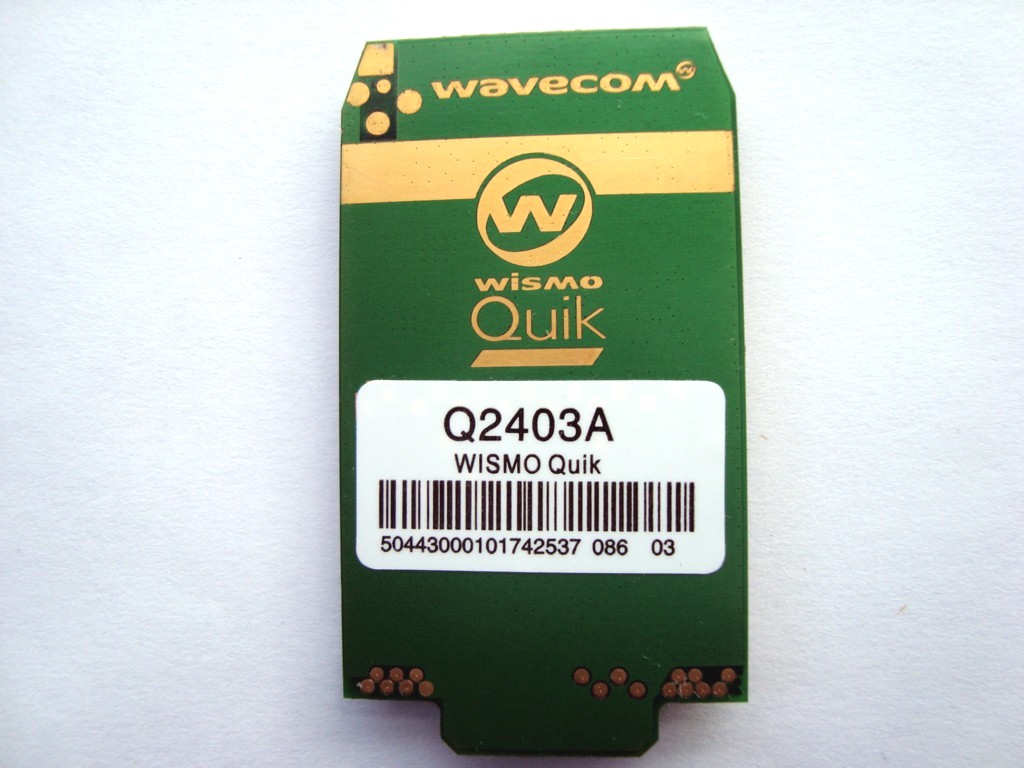 wavecom
W
wismo
Quik
Q2403A
WISMO Quik
50443000101742537 086 03